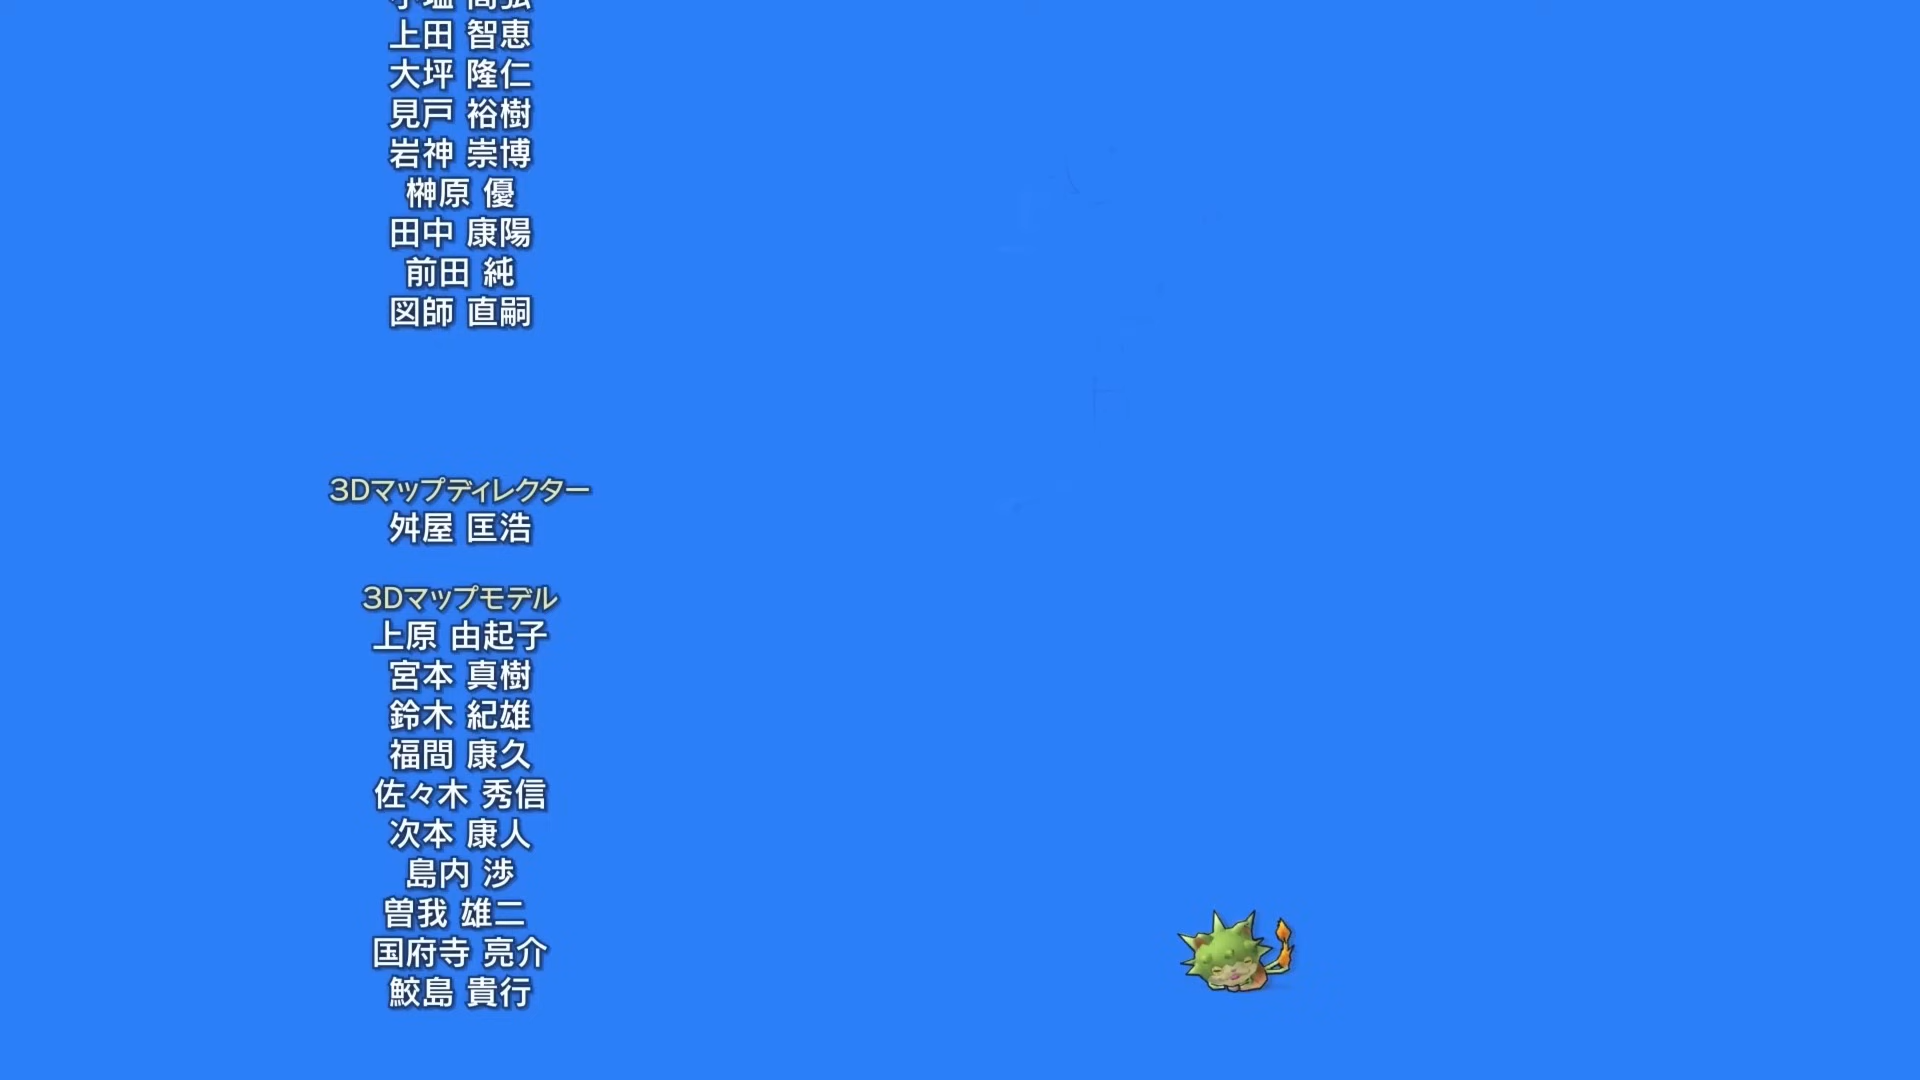 上田 智恵
大坪 隆仁
見戸 裕樹
岩神 崇博
榊原 優
田中 康陽
前田 純
図師 直嗣
3Dマップディレクター
舛屋 匡浩
3Dマップモデル
上原 由起子
宮本 真樹
鈴木 紀雄
福間 康久
佐々木 秀信
次本 康人
島内 渉
曽我 雄二
国府寺 亮介
鮫島 貴行